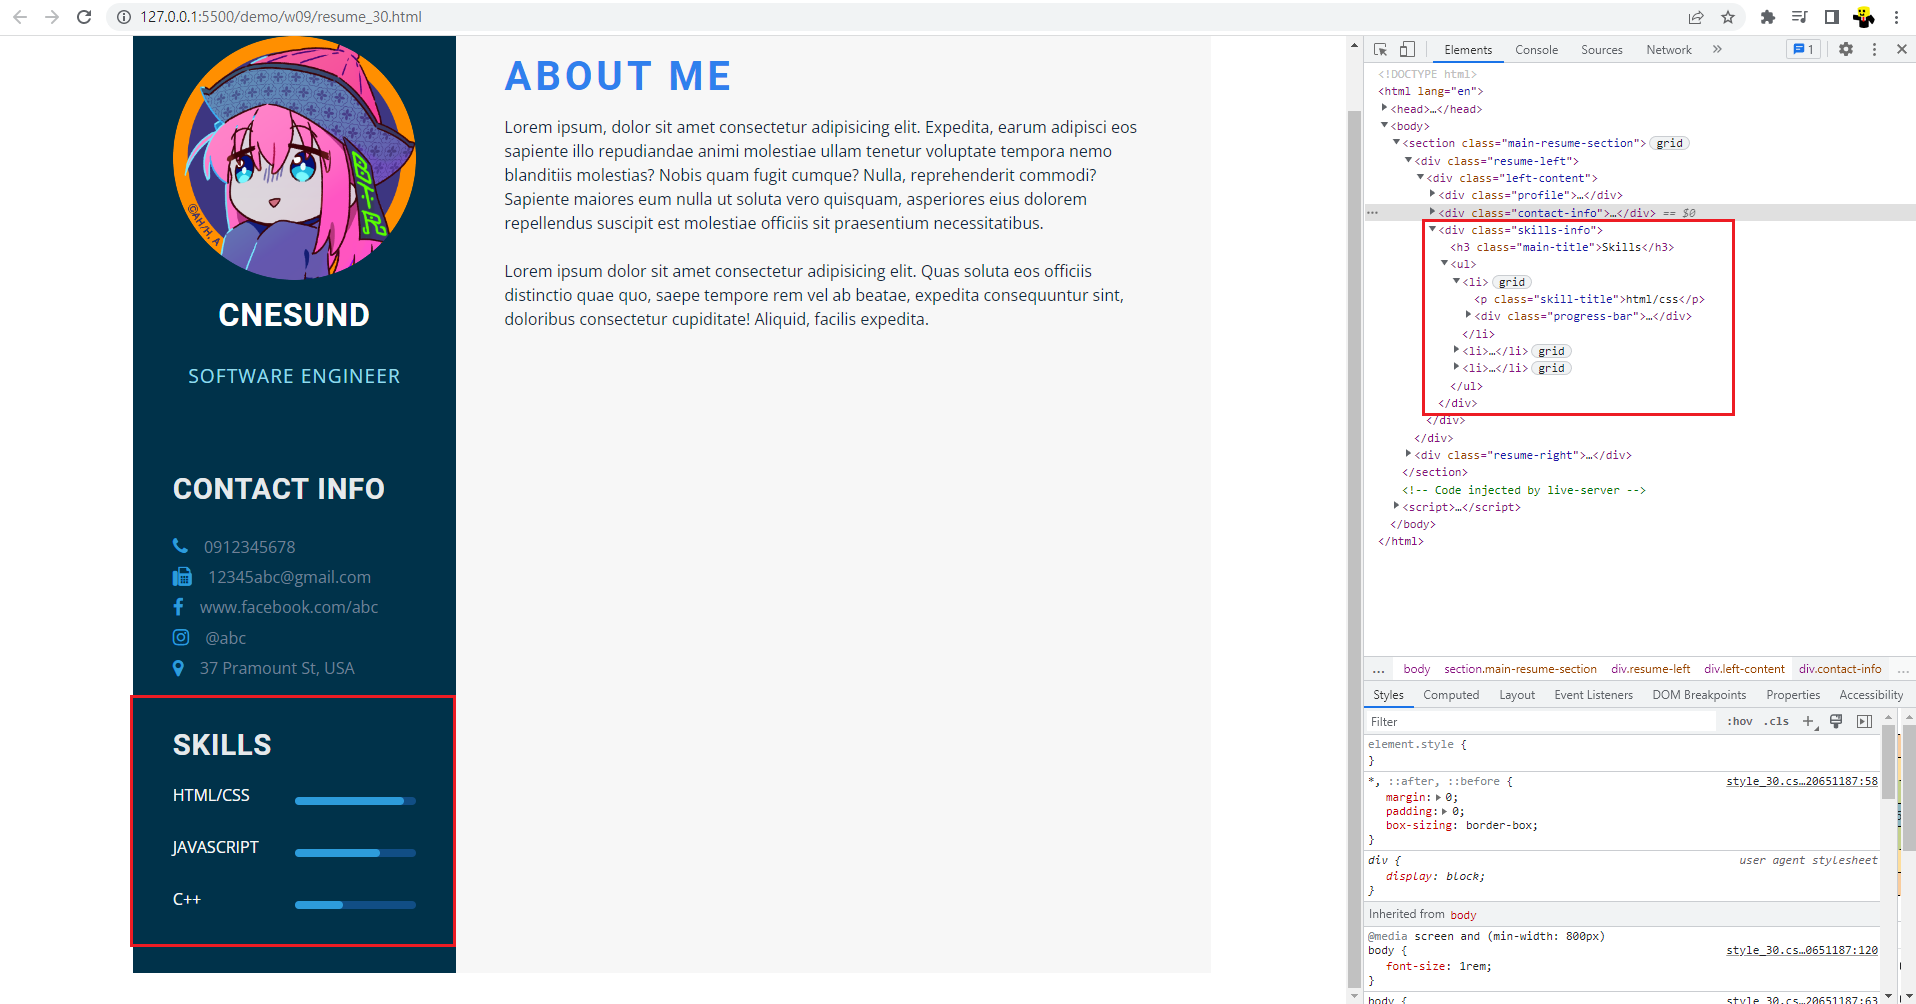 127.0.0.1:5500/demo/w09/resume_30.html
BTR
©AH/H, A
CNESUND
SOFTWARE ENGINEER
CONTACT INFO
0912345678
12345abc@gmail.com
www.facebook.com/abc
@abc
37 Pramount St, USA
SKILLS
HTML/CSS
JAVASCRIPT
C++
ABOUT ME
Lorem ipsum, dolor sit amet consectetur adipisicing elit. Expedita, earum adipisci eos
sapiente illo repudiandae animi molestiae ullam tenetur voluptate tempora nemo
blanditiis molestias? Nobis quam fugit cumque? Nulla, reprehenderit commodi?
Sapiente maiores eum nulla ut soluta vero quisquam, asperiores eius dolorem
repellendus suscipit est molestiae officiis sit praesentium necessitatibus.
Lorem ipsum dolor sit amet consectetur adipisicing elit. Quas soluta eos officiis
distinctio quae quo, saepe tempore rem vel ab beatae, expedita consequuntur sint,
doloribus consectetur cupiditate! Aliquid, facilis expedita.
Elements Console Sources Network » 1
<!DOCTYPE html>
<html lang="en">
<head>…</head>
<body>
<section class="main-resume-section"> grid
<div class="resume-left">
<div class="left-content">
<div class="profile">…</div>
… <div class="contact-info">…</div> == $0
<div class="skills-info">
<h3 class="main-title">Skills</h3>
<ul>
<li> grid
<p class="skill-title">html/css</p>
<div class="progress-bar">…</div>
</li>
<li>…</li> grid
<li>…</li> grid
</ul>
</div>
</div>
</div>
<div class="resume-right">…</div>
</section>
<!-- Code injected by live-server -->
<script>…</script>
</body>
</html>
… body section.main-resume-section div.resume-left div.left-content div.contact-info …
Styles Computed Layout Event Listeners DOM Breakpoints Properties Accessibility
Filter :hov .cls +
element.style {
}
*, ::after, ::before { style_30.cs…20651187:58
margin: 0;
padding: 0;
box-sizing: border-box;
}
div { user agent stylesheet
display: block;
}
Inherited from body
@media screen and (min-width: 800px)
body { style_30.cs…0651187:120
font-size: 1rem;
}
body { style_30.cs…20651187:63